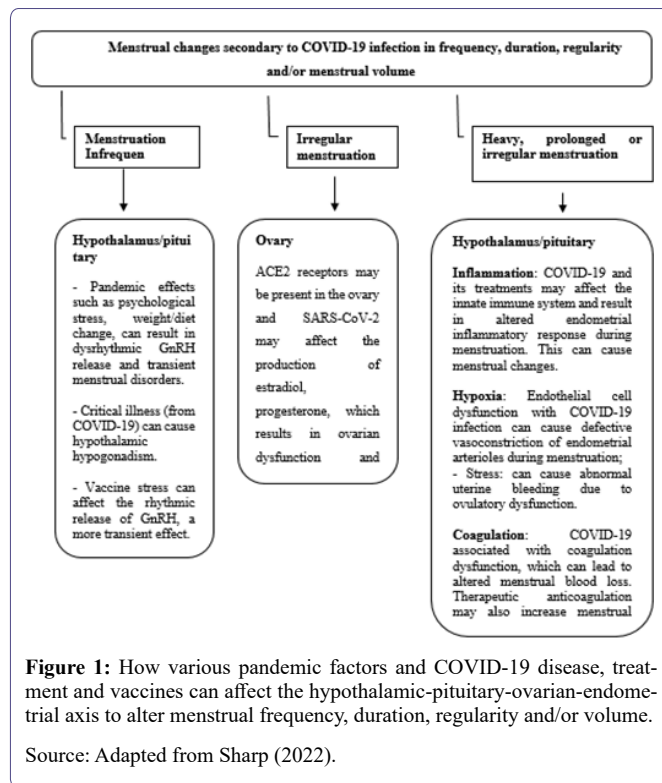 Menstrual changes secondary to COVID-19 infection in frequency, duration, regularity
and/or menstrual volume
Menstruation
Infrequen
Hypothalamus/pitui
tary
- Pandemic effects
such as psychological
stress, weight/diet
change, can result in
dysrhythmic GnRH
release and transient
menstrual disorders.
- Critical illness (from
COVID-19) can cause
hypothalamic
hypogonadism.
- Vaccine stress can
affect the rhythmic
release of GnRH, a
more transient effect.
Irregular
menstruation
Ovary
ACE2 receptors may
be present in the ovary
and SARS-CoV-2
may affect the
production of
estradiol,
progesterone, which
results in ovarian
dysfunction and
Heavy, prolonged or
irregular menstruation
Hypothalamus/pituitary
Inflammation: COVID-19 and
its treatments may affect the
innate immune system and result
in altered endometrial
inflammatory response during
menstruation. This can cause
menstrual changes.
Hypoxia: Endothelial cell
dysfunction with COVID-19
infection can cause defective
vasoconstriction of endometrial
arterioles during menstruation;
- Stress: can cause abnormal
uterine bleeding due to
ovulatory dysfunction.
Coagulation: COVID-19
associated with coagulation
dysfunction, which can lead to
altered menstrual blood loss.
Therapeutic anticoagulation
may also increase menstrual
Figure 1: How various pandemic factors and COVID-19 disease, treat-
ment and vaccines can affect the hypothalamic-pituitary-ovarian-endome-
trial axis to alter menstrual frequency, duration, regularity and/or volume.
Source: Adapted from Sharp (2022).